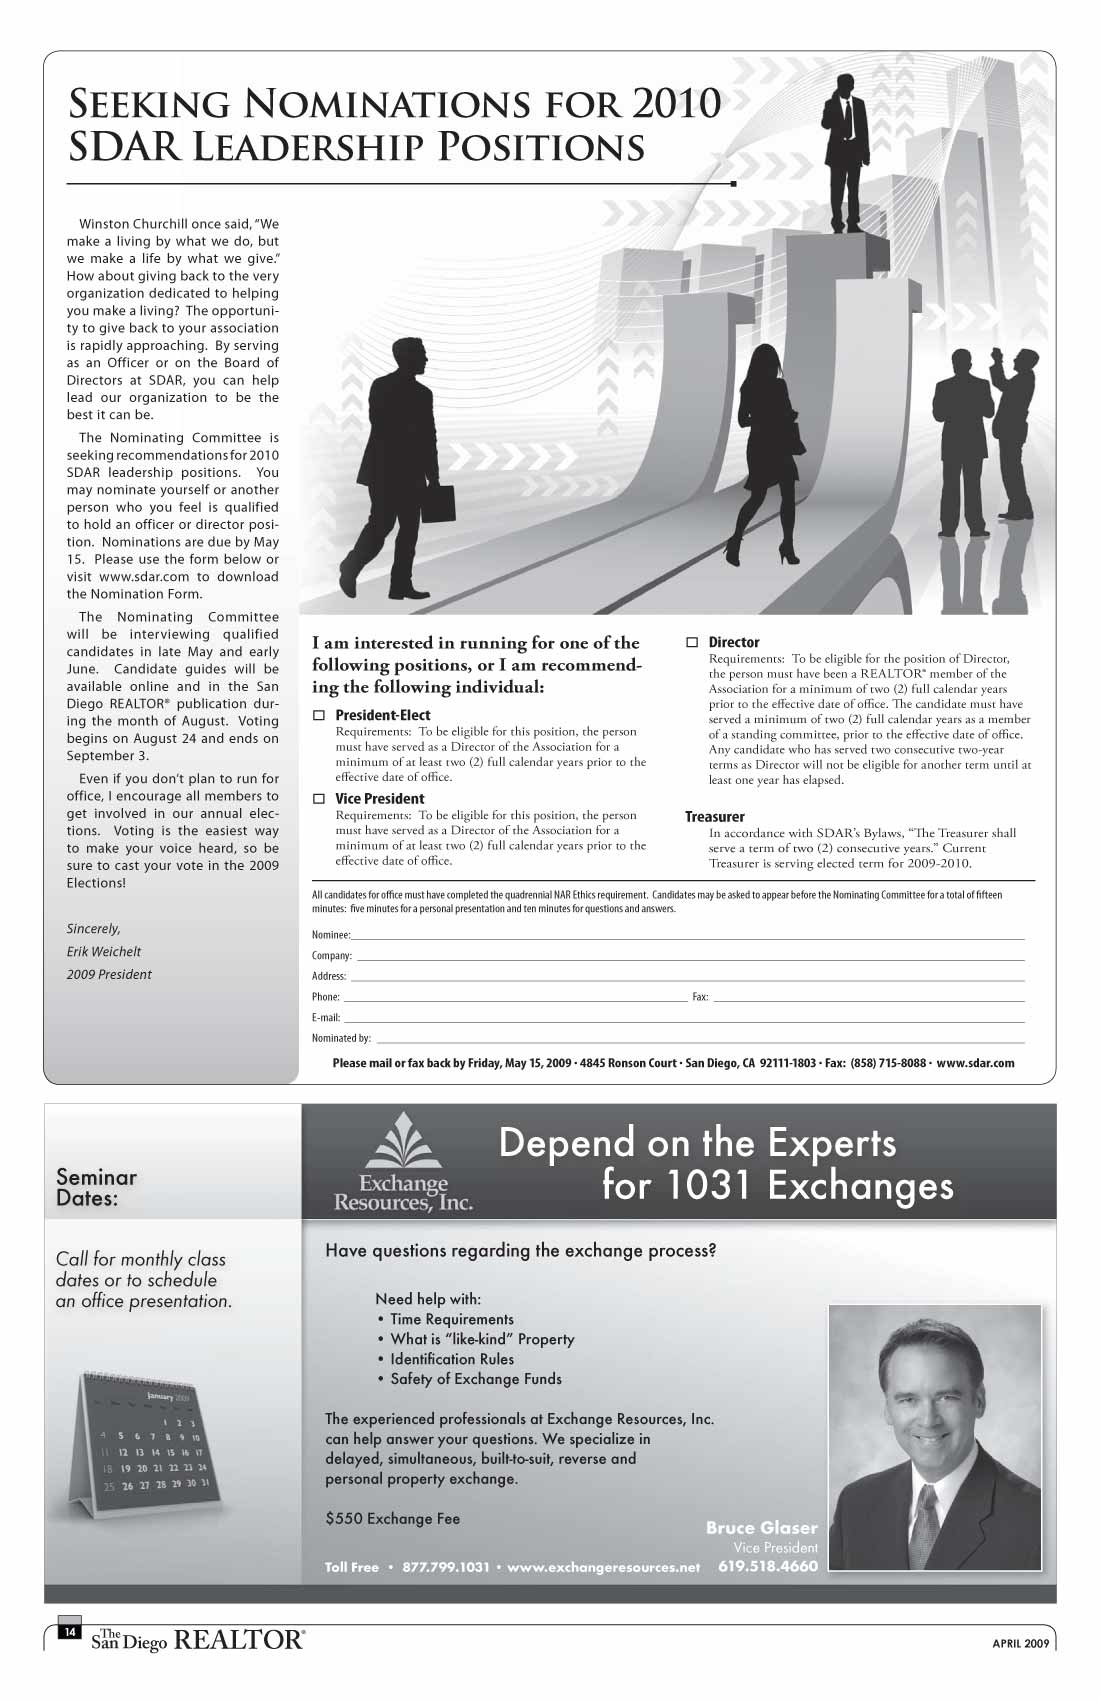 SEEKING NOMINATIONS FOR 2010
SDAR LEADERSHIP POSITIONS
Winston Churchill once said, “We
make a living by what we do, but
we make a life by what we give.”
How about giving back to the very
organization dedicated to helping
you make a living? The opportuni-
ty to give back to your association
is rapidly approaching. By serving
as an Officer or on the Board of
Directors at SDAR, you can help
lead our organization to be the
best it can be.
The Nominating Committee is
seeking recommendations for 2010
SDAR leadership positions. You
may nominate yourself or another
person who you feel is qualified
to hold an officer or director posi-
tion. Nominations are due by May
15. Please use the form below or
visit www.sdar.com to download
the Nomination Form.
The Nominating Committee
will be interviewing qualified
candidates in late May and early
June. Candidate guides will be
available online and in the San
Diego REALTOR® publication dur-
ing the month of August. Voting
begins on August 24 and ends on
September 3.
Even if you don’t plan to run for
office, I encourage all members to
get involved in our annual elec-
tions. Voting is the easiest way
to make your voice heard, so be
sure to cast your vote in the 2009
Elections!
Sincerely,
Erik Weichelt
2009 President
I am interested in running for one of the
following positions, or I am recommend-
ing the following individual:
President-Elect
Requirements: To be eligible for this position, the person
must have served as a Director of the Association for a
minimum of at least two (2) full calendar years prior to the
effective date of office.
Vice President
Requirements: To be eligible for this position, the person
must have served as a Director of the Association for a
minimum of at least two (2) full calendar years prior to the
effective date of office.
Director
Requirements: To be eligible for the position of Director,
the person must have been a REALTOR® member of the
Association for a minimum of two (2) full calendar years
prior to the effective date of office. The candidate must have
served a minimum of two (2) full calendar years as a member
of a standing committee, prior to the effective date of office.
Any candidate who has served two consecutive two-year
terms as Director will not be eligible for another term until at
least one year has elapsed.
Treasurer
In accordance with SDAR’s Bylaws, “The Treasurer shall
serve a term of two (2) consecutive years.” Current
Treasurer is serving elected term for 2009-2010.
All candidates for office must have completed the quadrennial NAR Ethics requirement. Candidates may be asked to appear before the Nominating Committee for a total of fifteen
minutes: five minutes for a personal presentation and ten minutes for questions and answers.
Nominee:
Company:
Address:
Phone: Fax:
E-mail:
Nominated by:
Please mail or fax back by Friday, May 15, 2009 • 4845 Ronson Court • San Diego, CA 92111-1803 • Fax: (858) 715-8088 • www.sdar.com
Seminar
Dates:
Call for monthly class
dates or to schedule
an office presentation.
January 2009
1 2 3
4 5 6 7 8 9 10
11 12 13 14 15 16 17
18 19 20 21 22 23 24
25 26 27 28 29 30 31
Exchange
Resources, Inc.
Depend on the Experts
for 1031 Exchanges
Have questions regarding the exchange process?
Need help with:
• Time Requirements
• What is “like-kind” Property
• Identification Rules
• Safety of Exchange Funds
The experienced professionals at Exchange Resources, Inc.
can help answer your questions. We specialize in
delayed, simultaneous, built-to-suit, reverse and
personal property exchange.
$550 Exchange Fee
Bruce Glaser
Vice President
Toll Free • 877.799.1031 • www.exchangeresources.net 619.518.4660
14 The San Diego REALTOR®
APRIL 2009